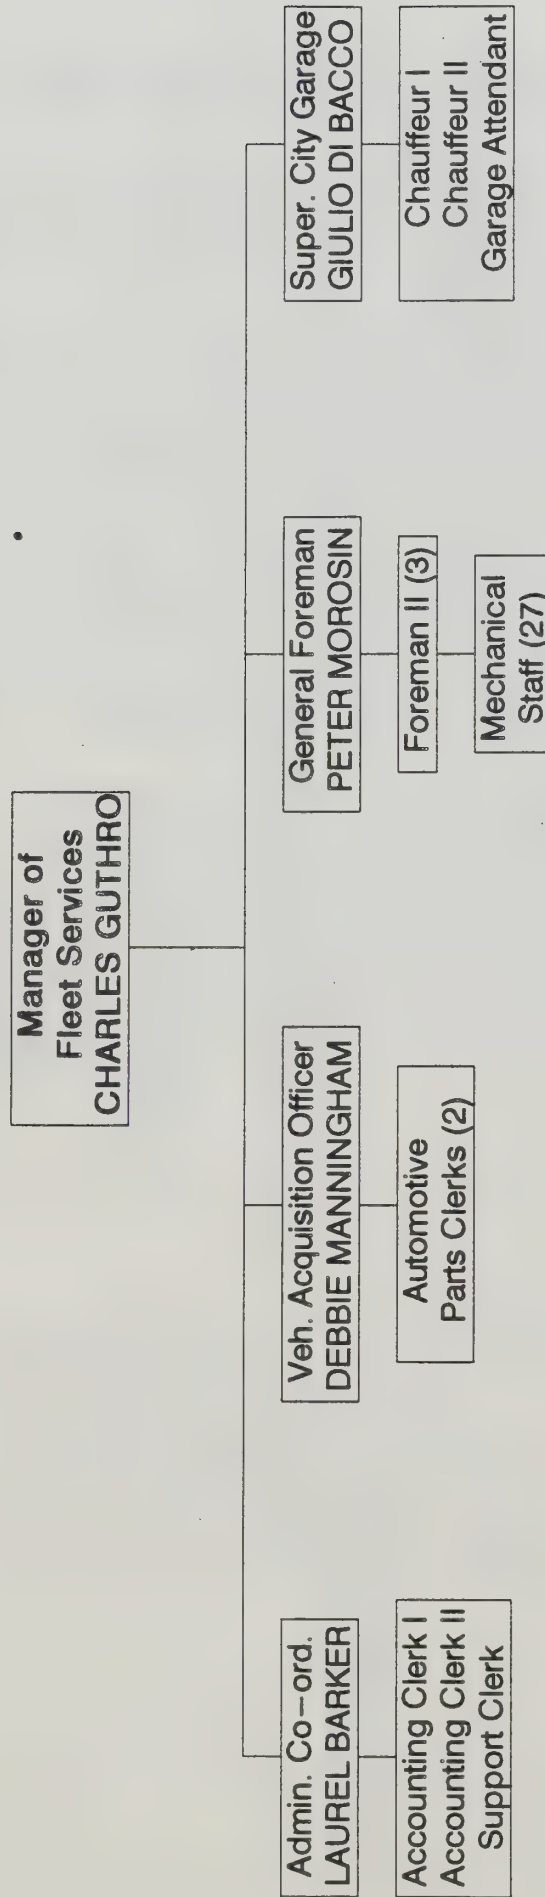 Manager of
Fleet Services
CHARLES GUTHRO
Admin. Co-ord.
LAUREL BARKER
Accounting Clerk I
Accounting Clerk II
Support Clerk
Veh. Acquisition Officer
DEBBIE MANNINGHAM
Automotive
Parts Clerks (2)
General Foreman
PETER MOROSIN
Foreman II (3)
Mechanical
Staff (27)
Super. City Garage
GIULIO DI BACCO
Chauffeur I
Chauffeur II
Garage Attendant